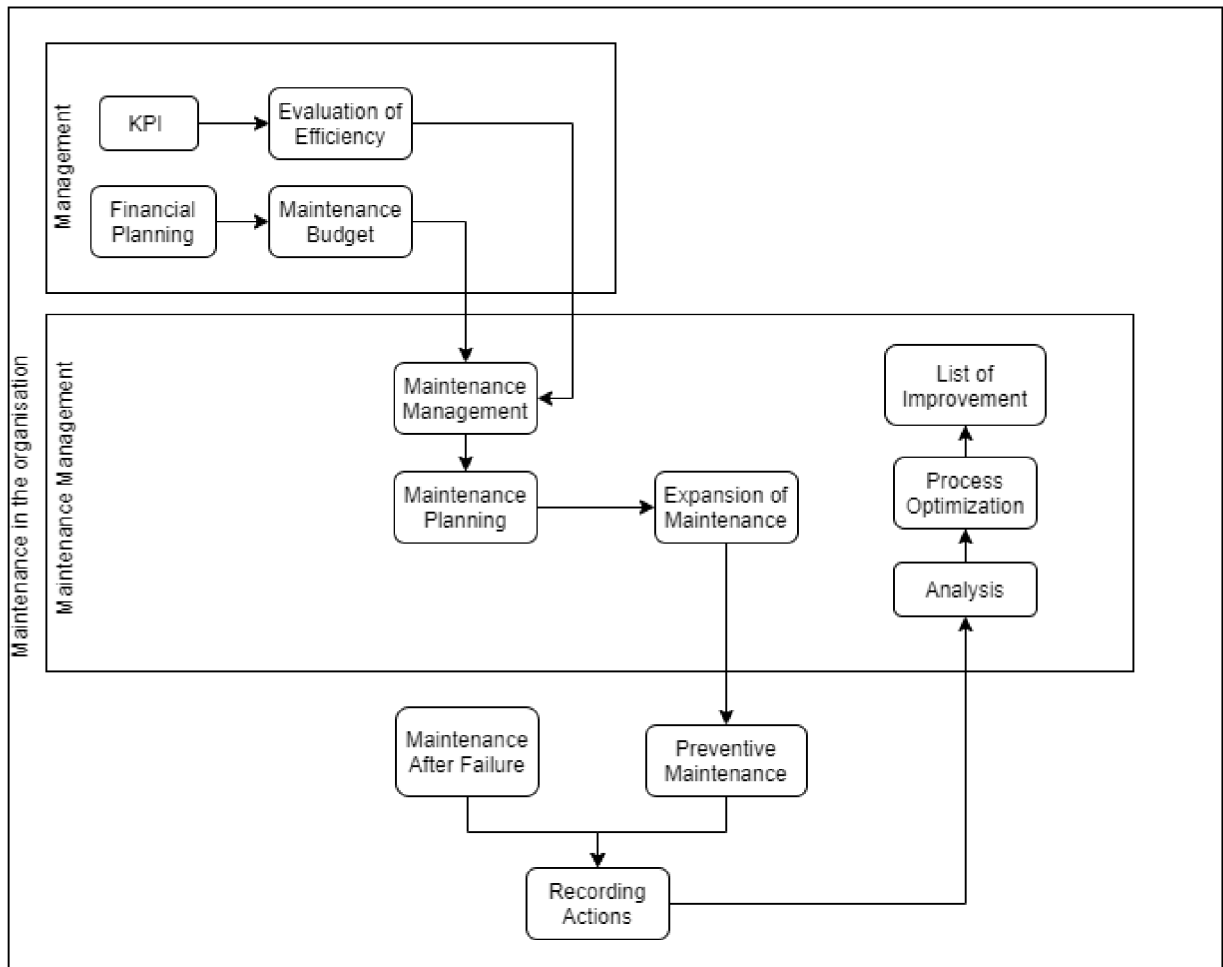 Maintenance in the organisation
Management
KPI
Evaluation of
Efficiency
Financial
Planning
Maintenance
Budget
Maintenance Management
Maintenance
Management
Maintenance
Planning
Expansion of
Maintenance
List of
Improvement
Process
Optimization
Analysis
Maintenance
After Failure
Preventive
Maintenance
Recording
Actions